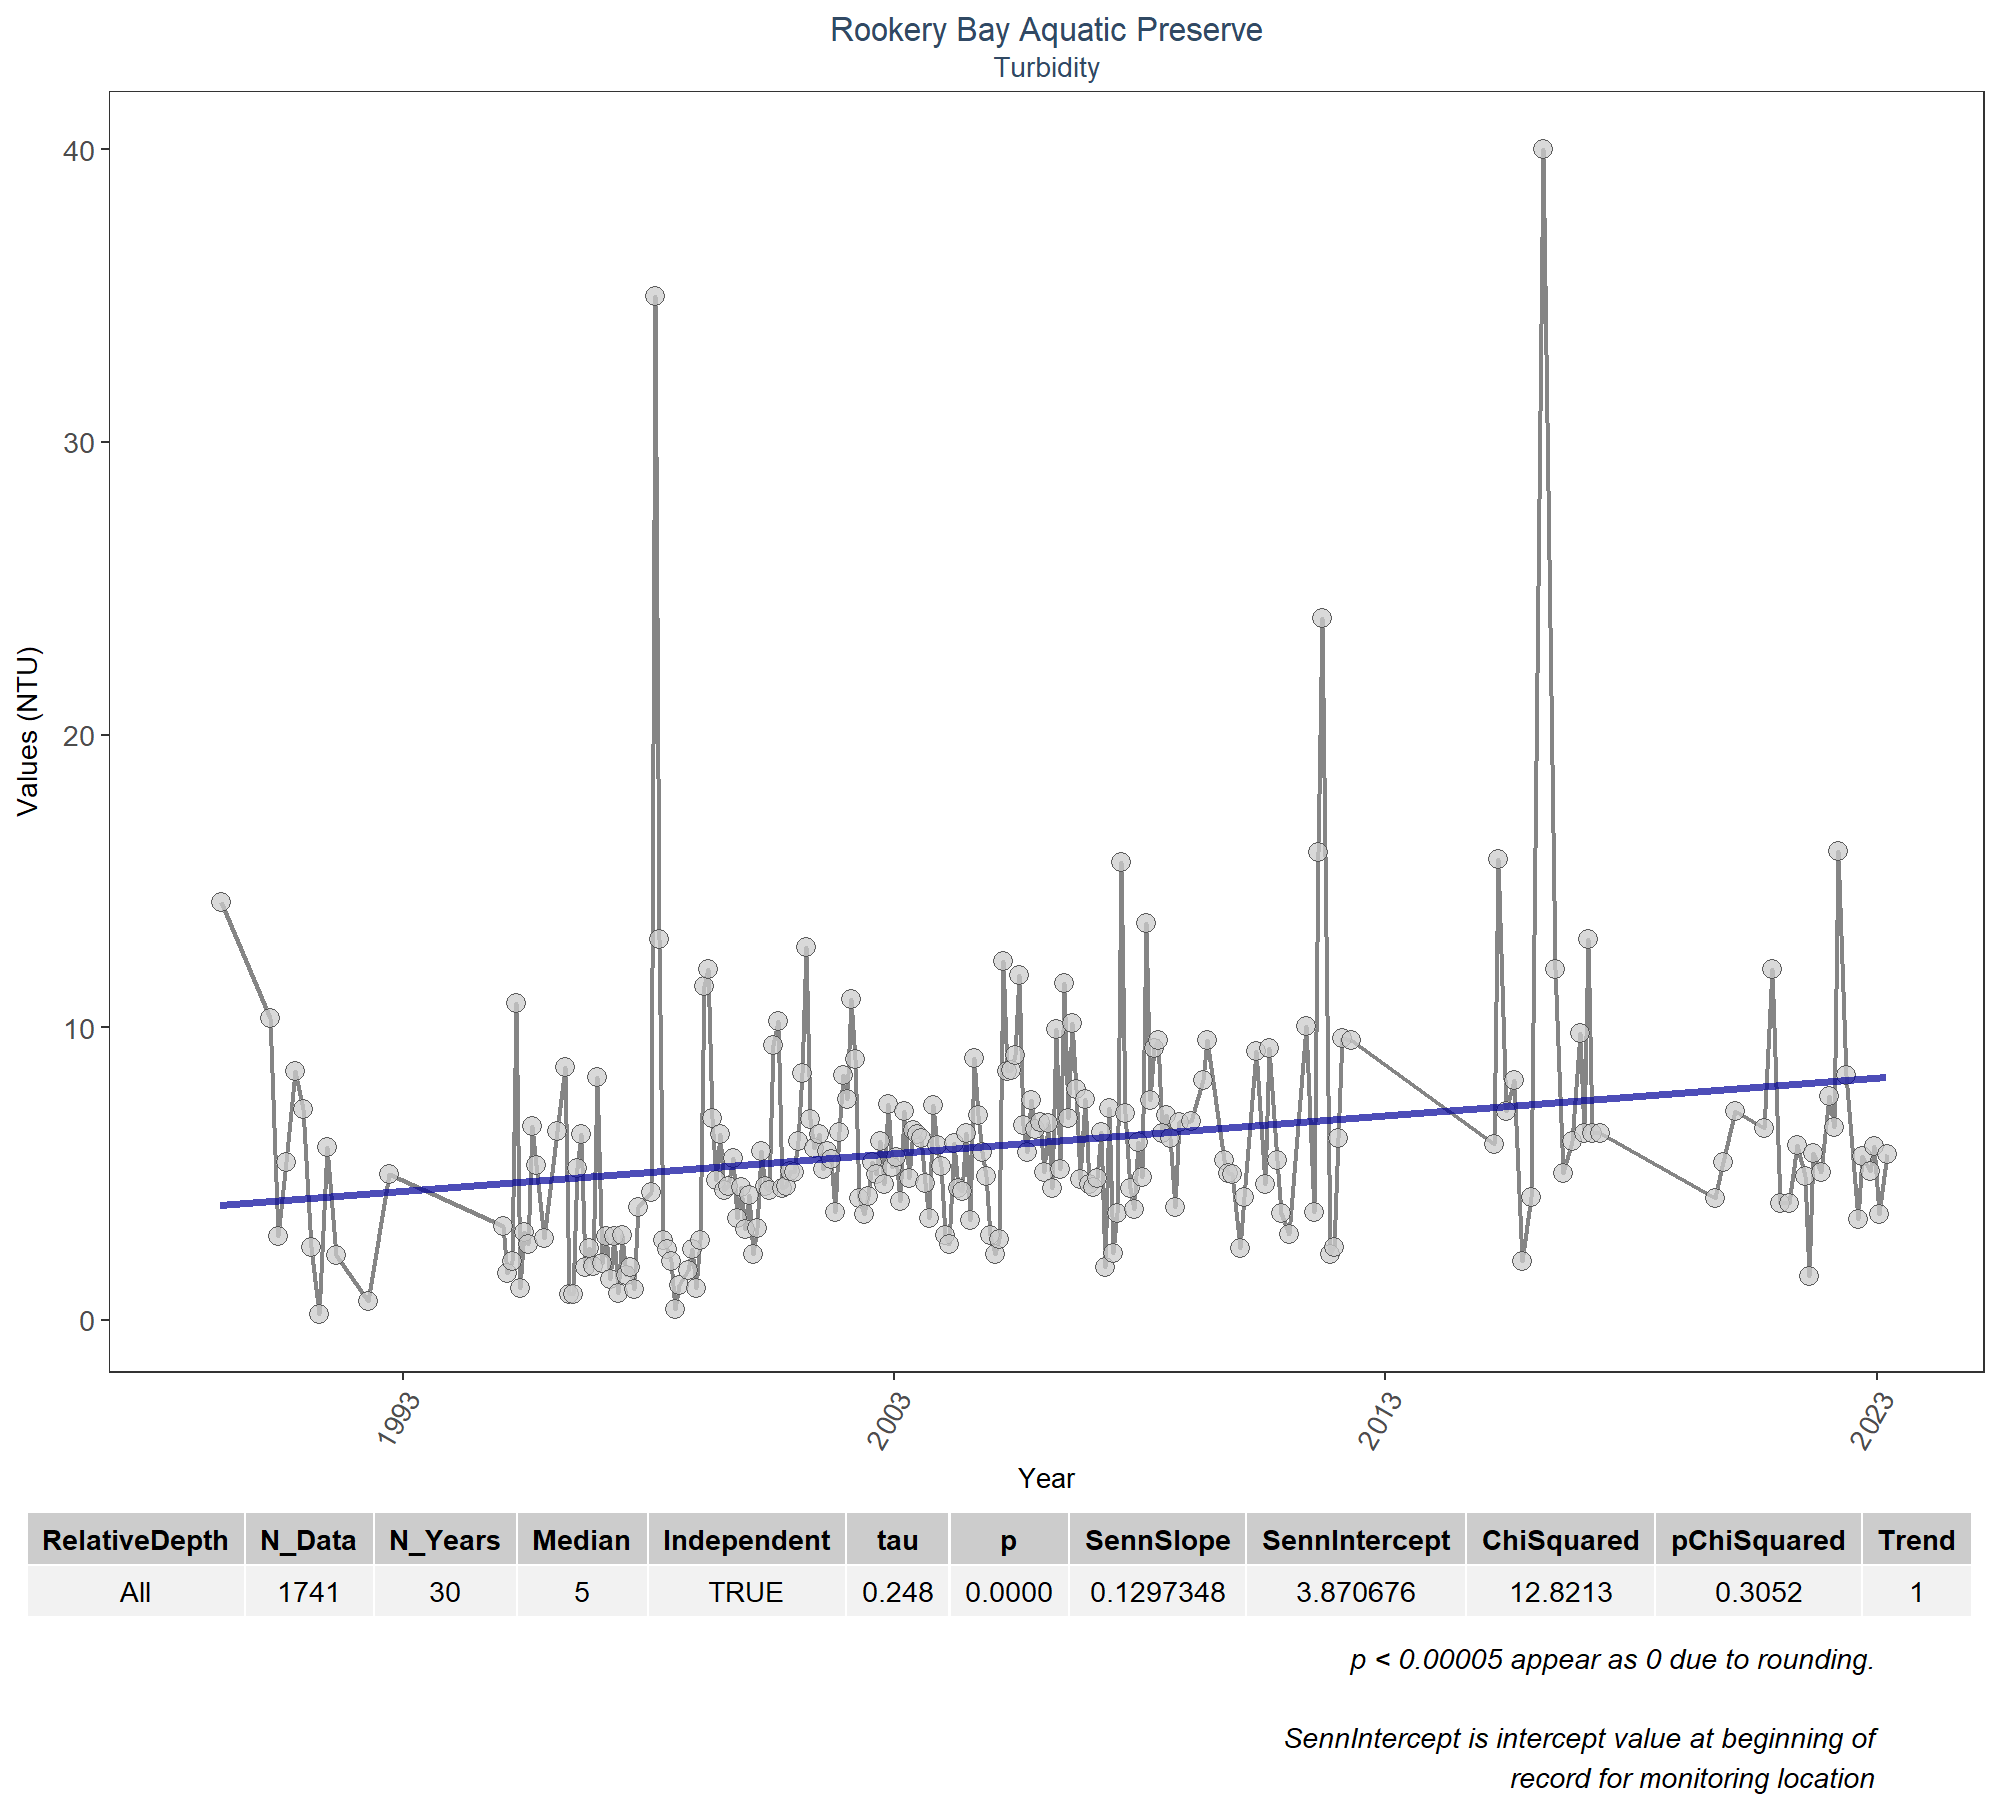 Rookery Bay Aquatic Preserve
Turbidity
Values (NTU)
40
30
20
10
0
1993
2003
2013
2023
Year
RelativeDepth N_Data N_Years Median Independent tau p SennSlope SennIntercept ChiSquared pChiSquared Trend
All 1741 30 5 TRUE 0.248 0.0000 0.1297348 3.870676 12.8213 0.3052 1
p < 0.00005 appear as 0 due to rounding.
SennIntercept is intercept value at beginning of
record for monitoring location